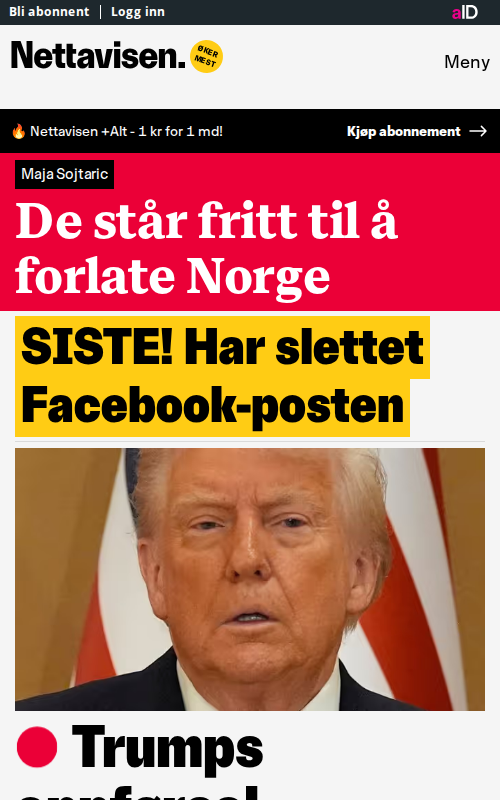 Bli abonnent | Logg inn
aID
Nettavisen.
ØKER
MEST
Meny
Nettavisen +Alt - 1 kr for 1 md!
Kjøp abonnement
Maja Sojtaric
De står fritt til å
forlate Norge
SISTE! Har slettet
Facebook-posten
Trumps